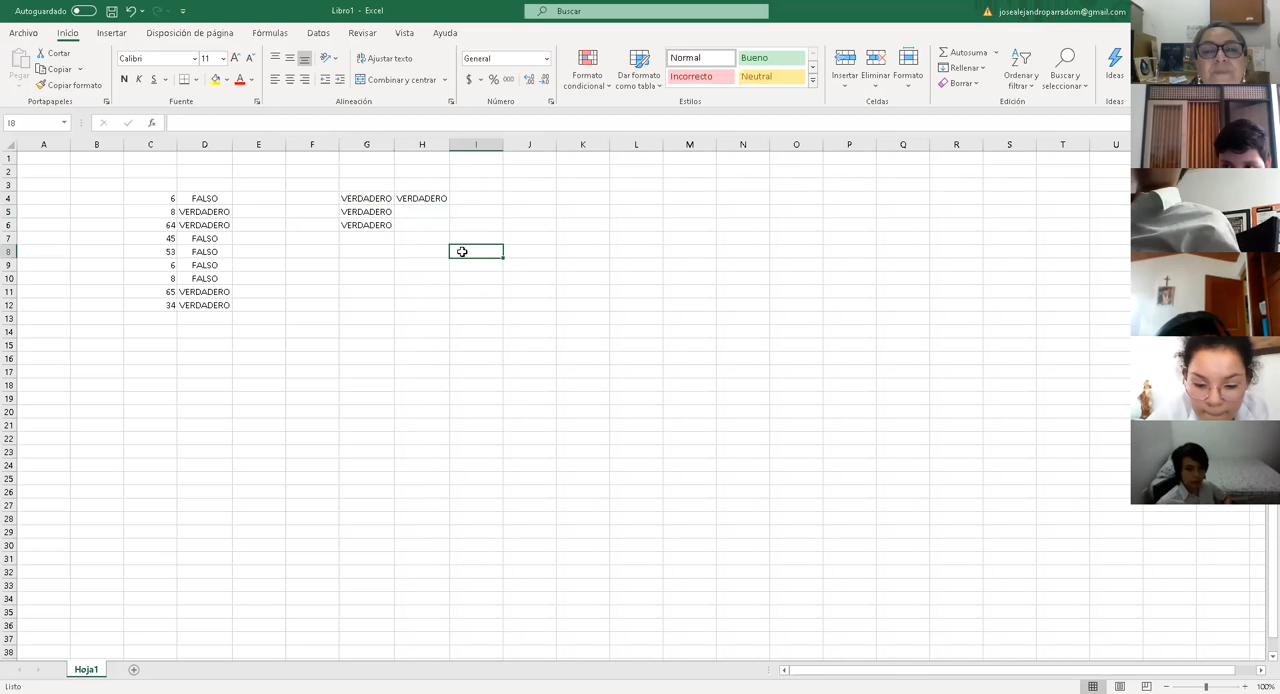 Autoguardado
Libro1 - Excel
Buscar
josealejandroparradom@gmail.com
Archivo Inicio Insertar Disposición de página Fórmulas Datos Revisar Vista Ayuda
Pegar
Cortar
Copiar
Copiar formato
Portapapeles
Calibri 11
N K S
Fuente
Ajustar texto
Combinar y centrar
Alineación
General
$ % 000
Número
Formato condicional
Dar formato como tabla
Normal Bueno
Incorrecto Neutral
Estilos
Insertar Eliminar Formato
Celdas
Autosuma
Rellenar
Borrar
Ordenar y filtrar
Buscar y seleccionar
Edición
Ideas
Ideas
I8
fx
A B C D E F G H I J K L M N O P Q R S T U
1
2
3
4 6 FALSO VERDADERO VERDADERO
5 8 VERDADERO VERDADERO
6 64 VERDADERO VERDADERO
7 45 FALSO
8 53 FALSO
9 6 FALSO
10 8 FALSO
11 65 VERDADERO
12 34 VERDADERO
13
14
15
16
17
18
19
20
21
22
23
24
25
26
27
28
29
30
31
32
33
34
35
36
37
38
Hoja1
Listo
100%